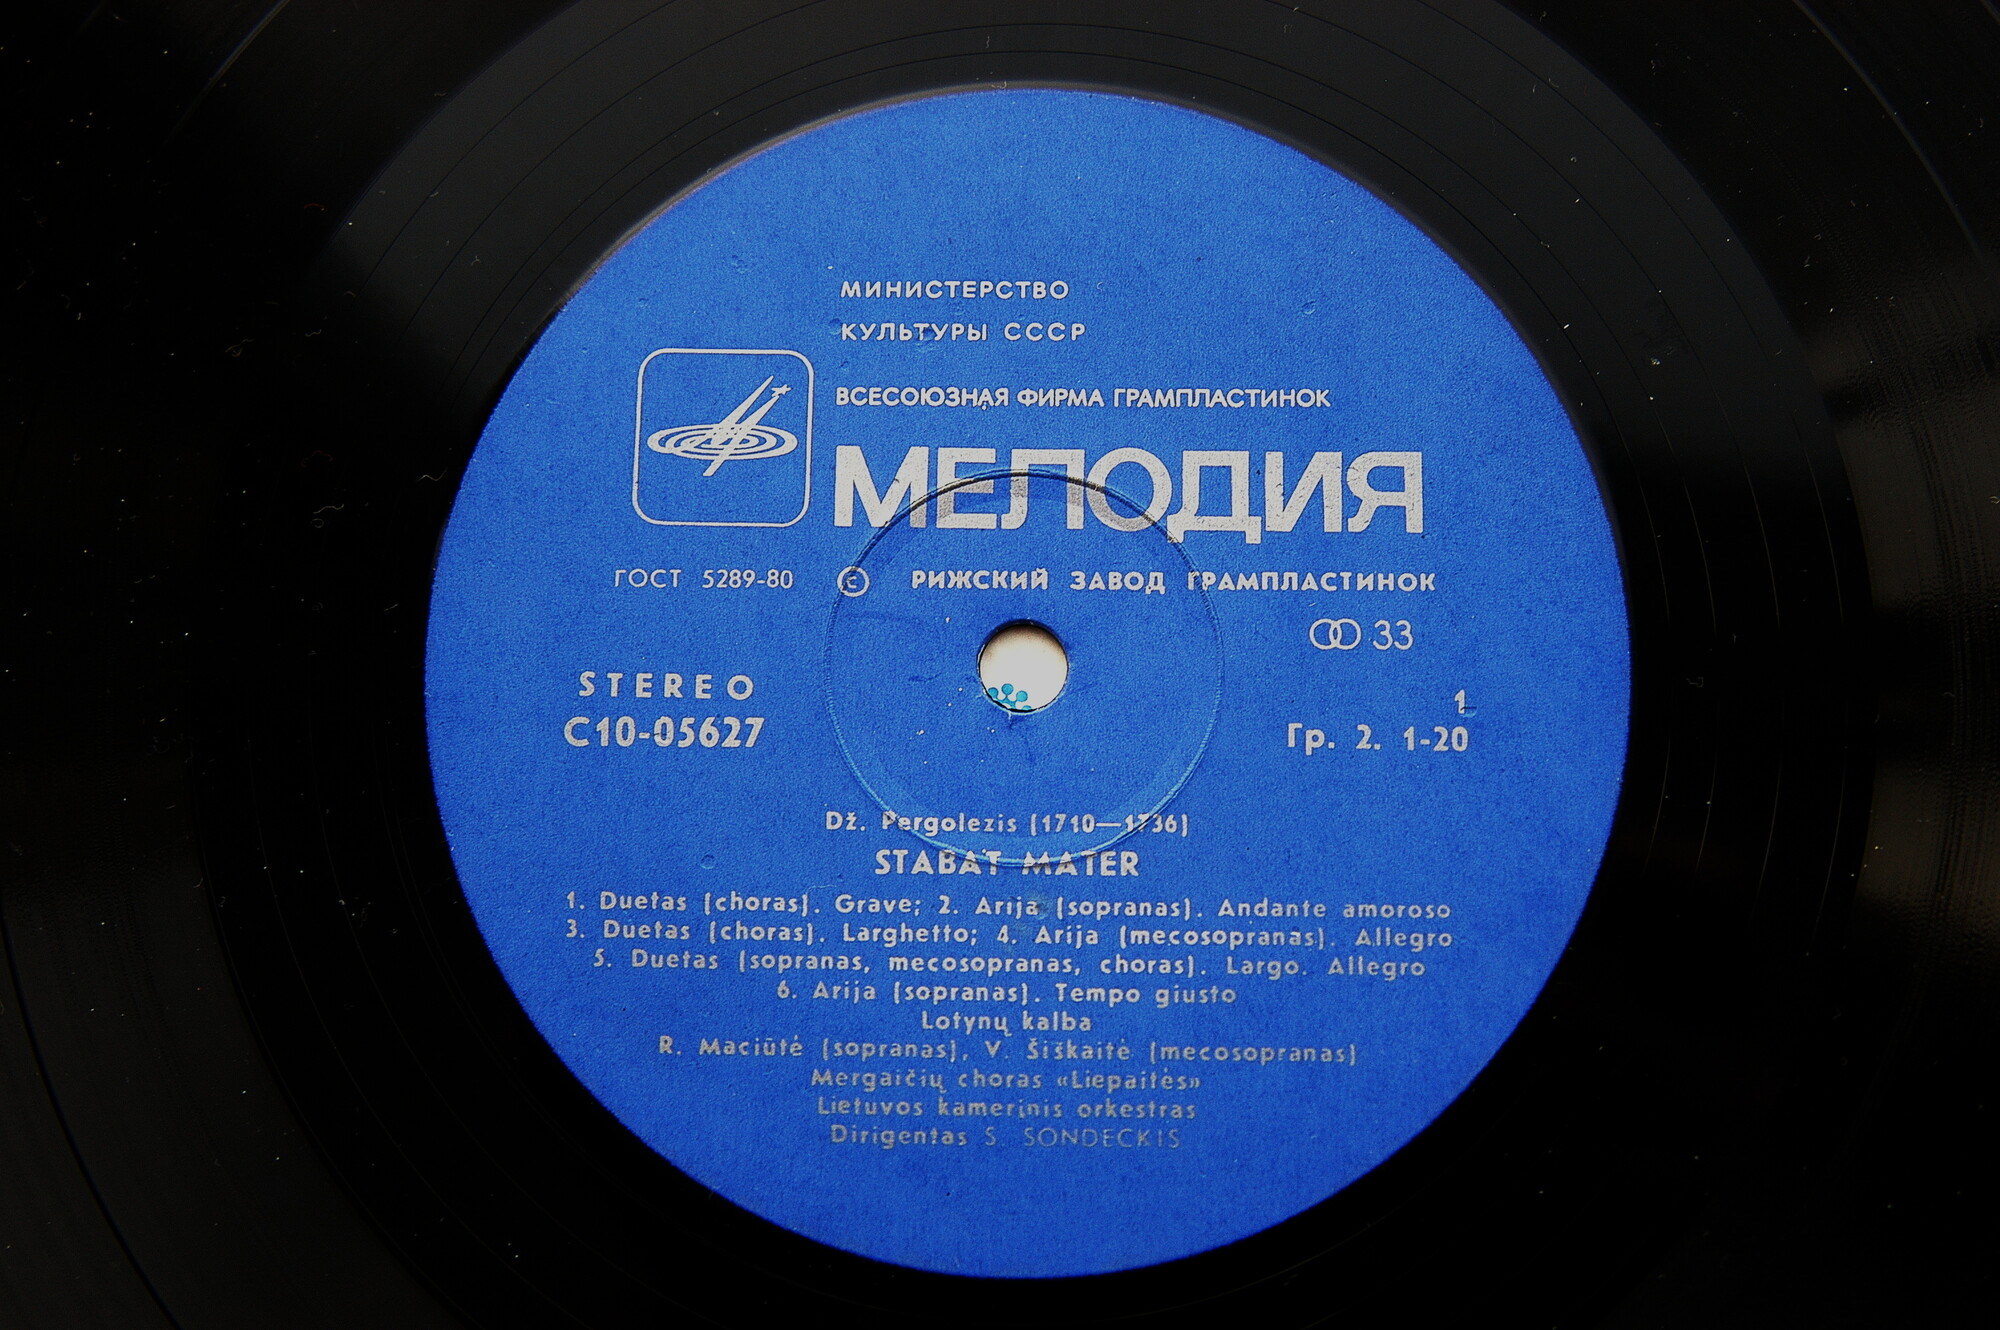 МИНИСТЕРСТВО
КУЛЬТУРЫ СССР
ВСЕСОЮЗНАЯ ФИРМА ГРАМПЛАСТИНОК
МЕЛОДИЯ
ГОСТ 5289-80 © РИЖСКИЙ ЗАВОД ГРАМПЛАСТИНОК
33
STEREO
С10-05627
1
Гр. 2. 1-20
Dž. Pergolezis (1710—1736)
STABAT MATER
1. Duetas (choras). Grave; 2. Arija (sopranas). Andante amoroso
3. Duetas (choras). Larghetto; 4. Arija (mecosopranas). Allegro
5. Duetas (sopranas, mecosopranas, choras). Largo. Allegro
6. Arija (sopranas). Tempo giusto
Lotynų kalba
R. Maciūtė (sopranas), V. Šiškaitė (mecosopranas)
Mergaičių choras «Liepaitės»
Lietuvos kamerinis orkestras
Dirigentas S. SONDECKIS